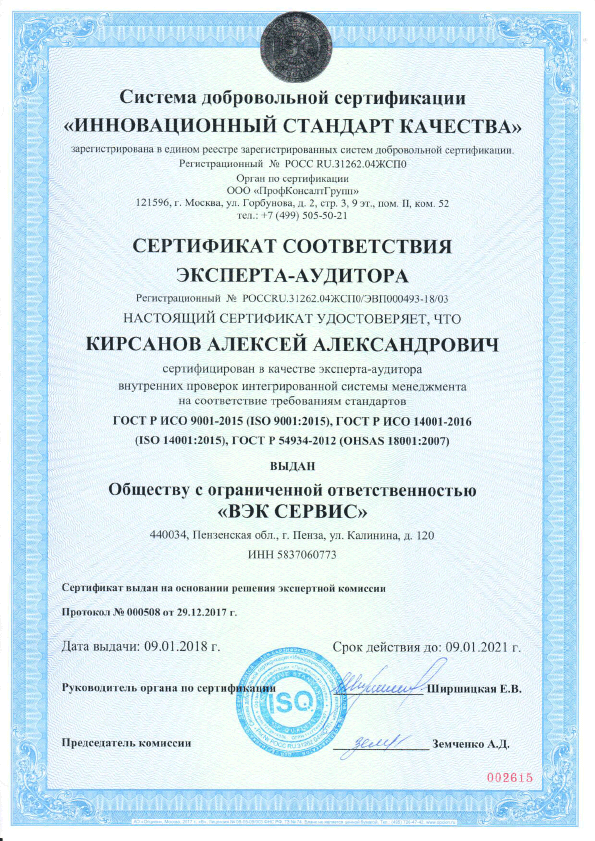 Система добровольной сертификации
«ИННОВАЦИОННЫЙ СТАНДАРТ КАЧЕСТВА»
зарегистрирована в едином реестре зарегистрированных систем добровольной сертификации.
Регистрационный № РОСС RU.31262.04ЖСП0
Орган по сертификации
ООО «ПрофКонсалтГрупп»
121596, г. Москва, ул. Горбунова, д. 2, стр. 3, 9 эт., пом. II, ком. 52
тел.: +7 (499) 505-50-21
СЕРТИФИКАТ СООТВЕТСТВИЯ
ЭКСПЕРТА-АУДИТОРА
Регистрационный № РОССRU.31262.04ЖСП0/ЭВП000493-18/03
НАСТОЯЩИЙ СЕРТИФИКАТ УДОСТОВЕРЯЕТ, ЧТО
КИРСАНОВ АЛЕКСЕЙ АЛЕКСАНДРОВИЧ
сертифицирован в качестве эксперта-аудитора
внутренних проверок интегрированной системы менеджмента
на соответствие требованиям стандартов
ГОСТ Р ИСО 9001-2015 (ISO 9001:2015), ГОСТ Р ИСО 14001-2016
(ISO 14001:2015), ГОСТ Р 54934-2012 (OHSAS 18001:2007)
ВЫДАН
Обществу с ограниченной ответственностью
«ВЭК СЕРВИС»
440034, Пензенская обл., г. Пенза, ул. Калинина, д. 120
ИНН 5837060773
Сертификат выдан на основании решения экспертной комиссии
Протокол № 000508 от 29.12.2017 г.
Дата выдачи: 09.01.2018 г. Срок действия до: 09.01.2021 г.
Руководитель органа по сертификации Ширшицкая Е.В.
ISO
Председатель комиссии Земченко А.Д.
002615